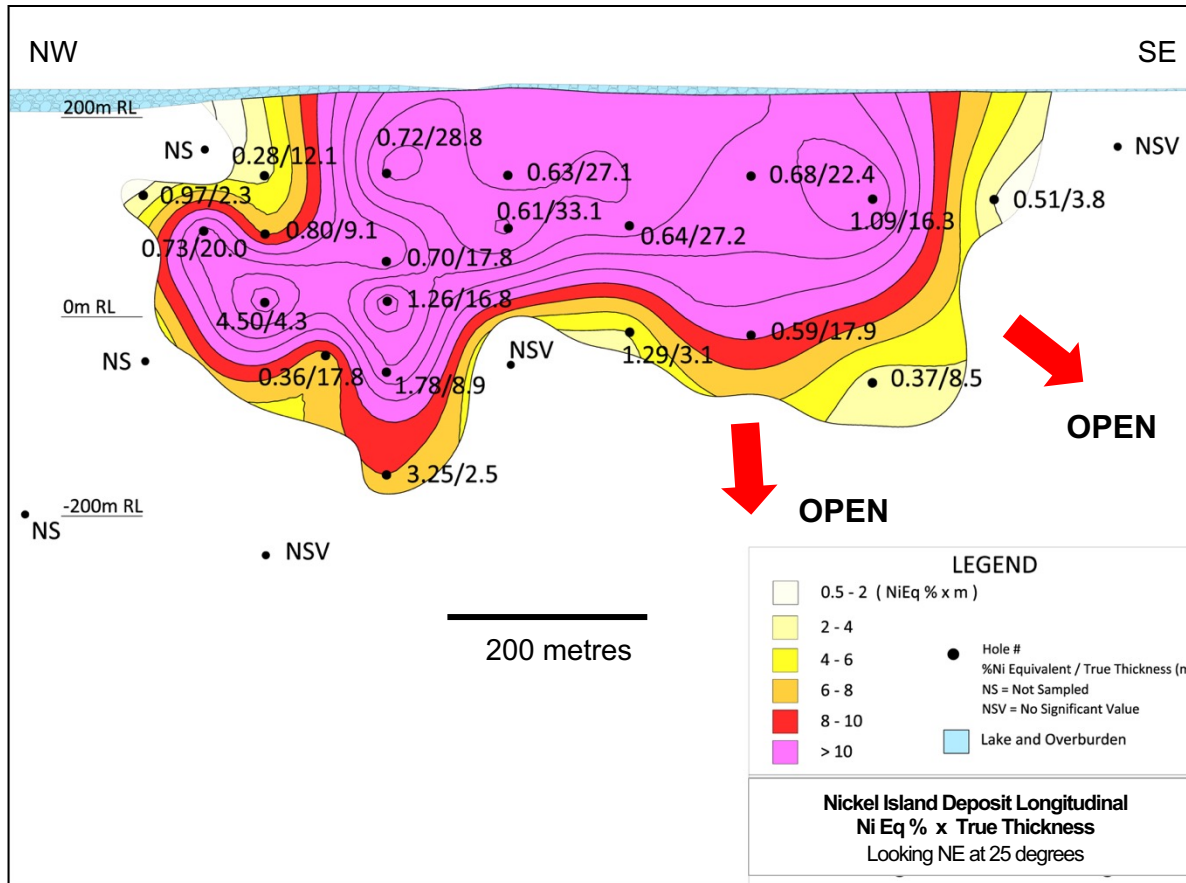 NW
SE
200m RL
NS
0.72/28.8
NSV
0.28/12.1
0.63/27.1
0.68/22.4
0.97/2.3
0.51/3.8
0.61/33.1
1.09/16.3
0.73/20.0
0.80/9.1
0.64/27.2
0.70/17.8
0m RL
4.50/4.3
1.26/16.8
NS
0.36/17.8
1.78/8.9
NSV
1.29/3.1
0.59/17.9
0.37/8.5
OPEN
3.25/2.5
-200m RL
OPEN
NS
NSV
200 metres
LEGEND
0.5 - 2 ( NiEq % x m )
2 - 4
4 - 6
6 - 8
8 - 10
> 10
Hole #
%Ni Equivalent / True Thickness (m
NS = Not Sampled
NSV = No Significant Value
Lake and Overburden
Nickel Island Deposit Longitudinal
Ni Eq % x True Thickness
Looking NE at 25 degrees